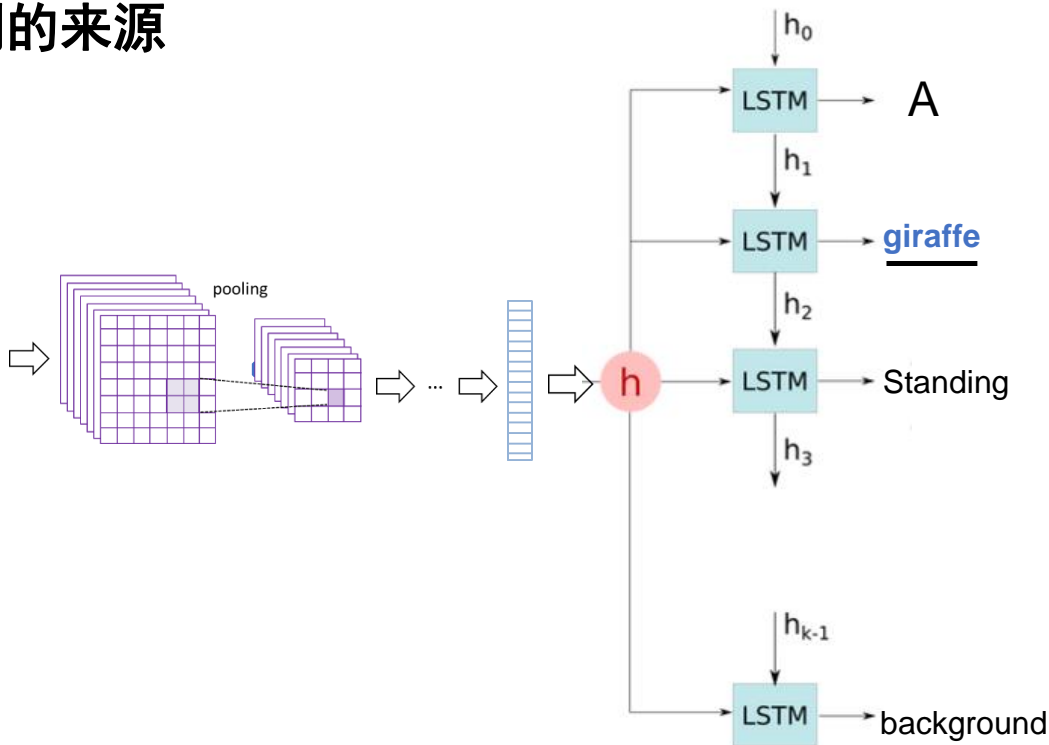 的来源
h0
LSTM
A
h1
LSTM
giraffe
pooling
h2
...
h
LSTM
Standing
h3
hk-1
LSTM
background